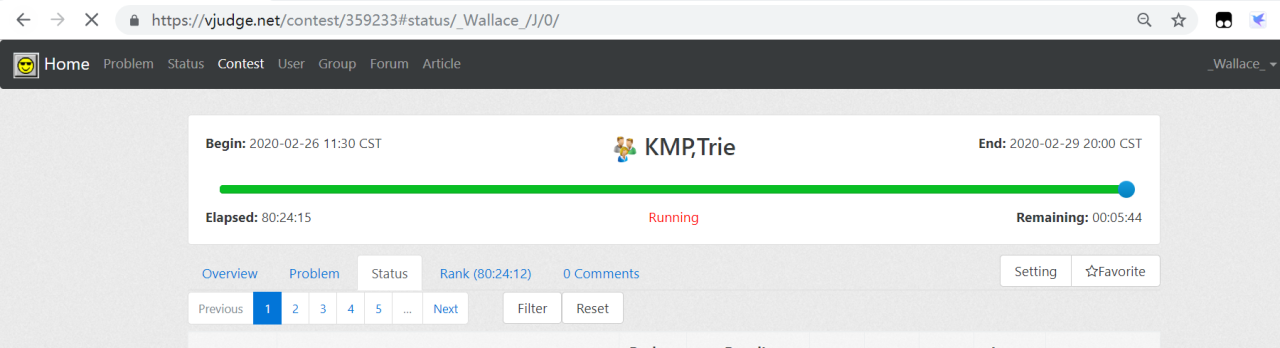 https://vjudge.net/contest/359233#status/_Wallace_/J/0/
Home Problem Status Contest User Group Forum Article _Wallace_
Begin: 2020-02-26 11:30 CST KMP,Trie End: 2020-02-29 20:00 CST
Elapsed: 80:24:15 Running Remaining: 00:05:44
Overview Problem Status Rank (80:24:12) 0 Comments Setting Favorite
Previous 1 2 3 4 5 ... Next Filter Reset